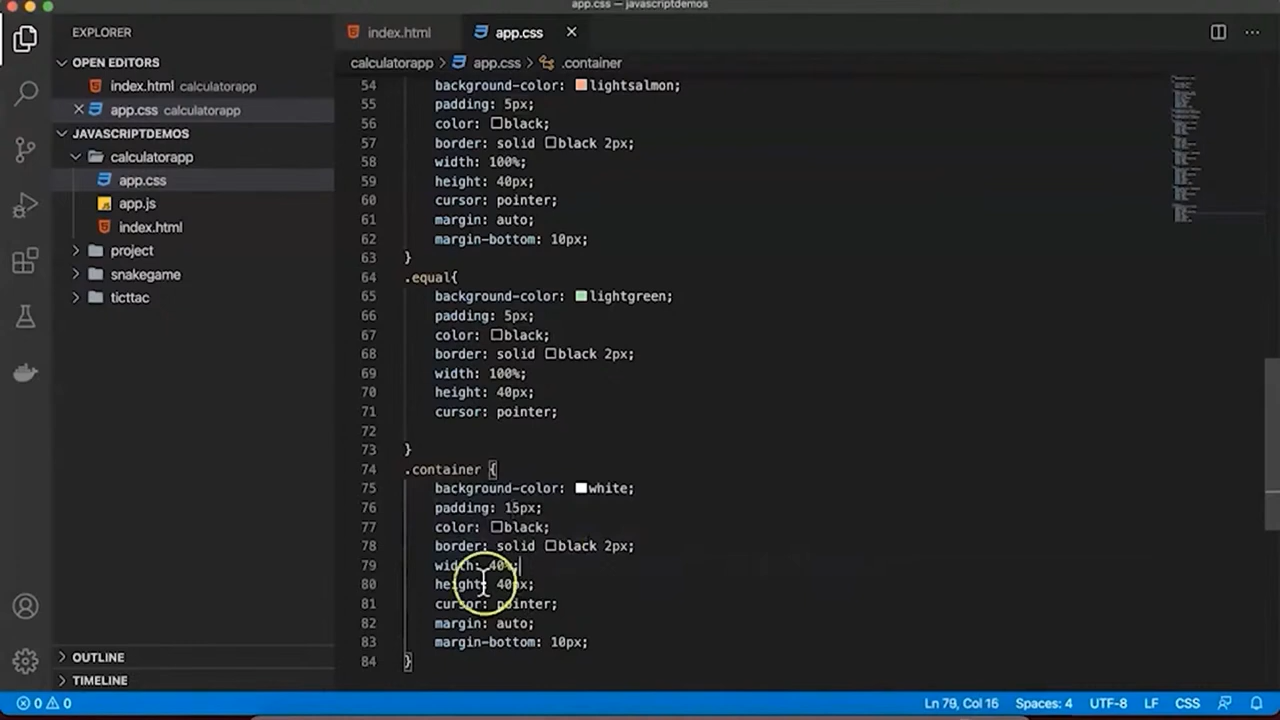 app.css — javascriptdemos
EXPLORER
index.html
app.css
OPEN EDITORS
calculatorapp > app.css > .container
index.html calculatorapp
app.css calculatorapp
JAVASCRIPTDEMOS
calculatorapp
app.css
app.js
index.html
project
snakegame
ticttac
54 background-color: lightsalmon;
55 padding: 5px;
56 color: black;
57 border: solid black 2px;
58 width: 100%;
59 height: 40px;
60 cursor: pointer;
61 margin: auto;
62 margin-bottom: 10px;
63 }
64 .equal{
65 background-color: lightgreen;
66 padding: 5px;
67 color: black;
68 border: solid black 2px;
69 width: 100%;
70 height: 40px;
71 cursor: pointer;
72
73 }
74 .container {
75 background-color: white;
76 padding: 15px;
77 color: black;
78 border: solid black 2px;
79 width: 40%;
80 height: 40px;
81 cursor: pointer;
82 margin: auto;
83 margin-bottom: 10px;
84 }
OUTLINE
TIMELINE
0 0
Ln 79, Col 16
Spaces: 4
UTF-8
LF
CSS